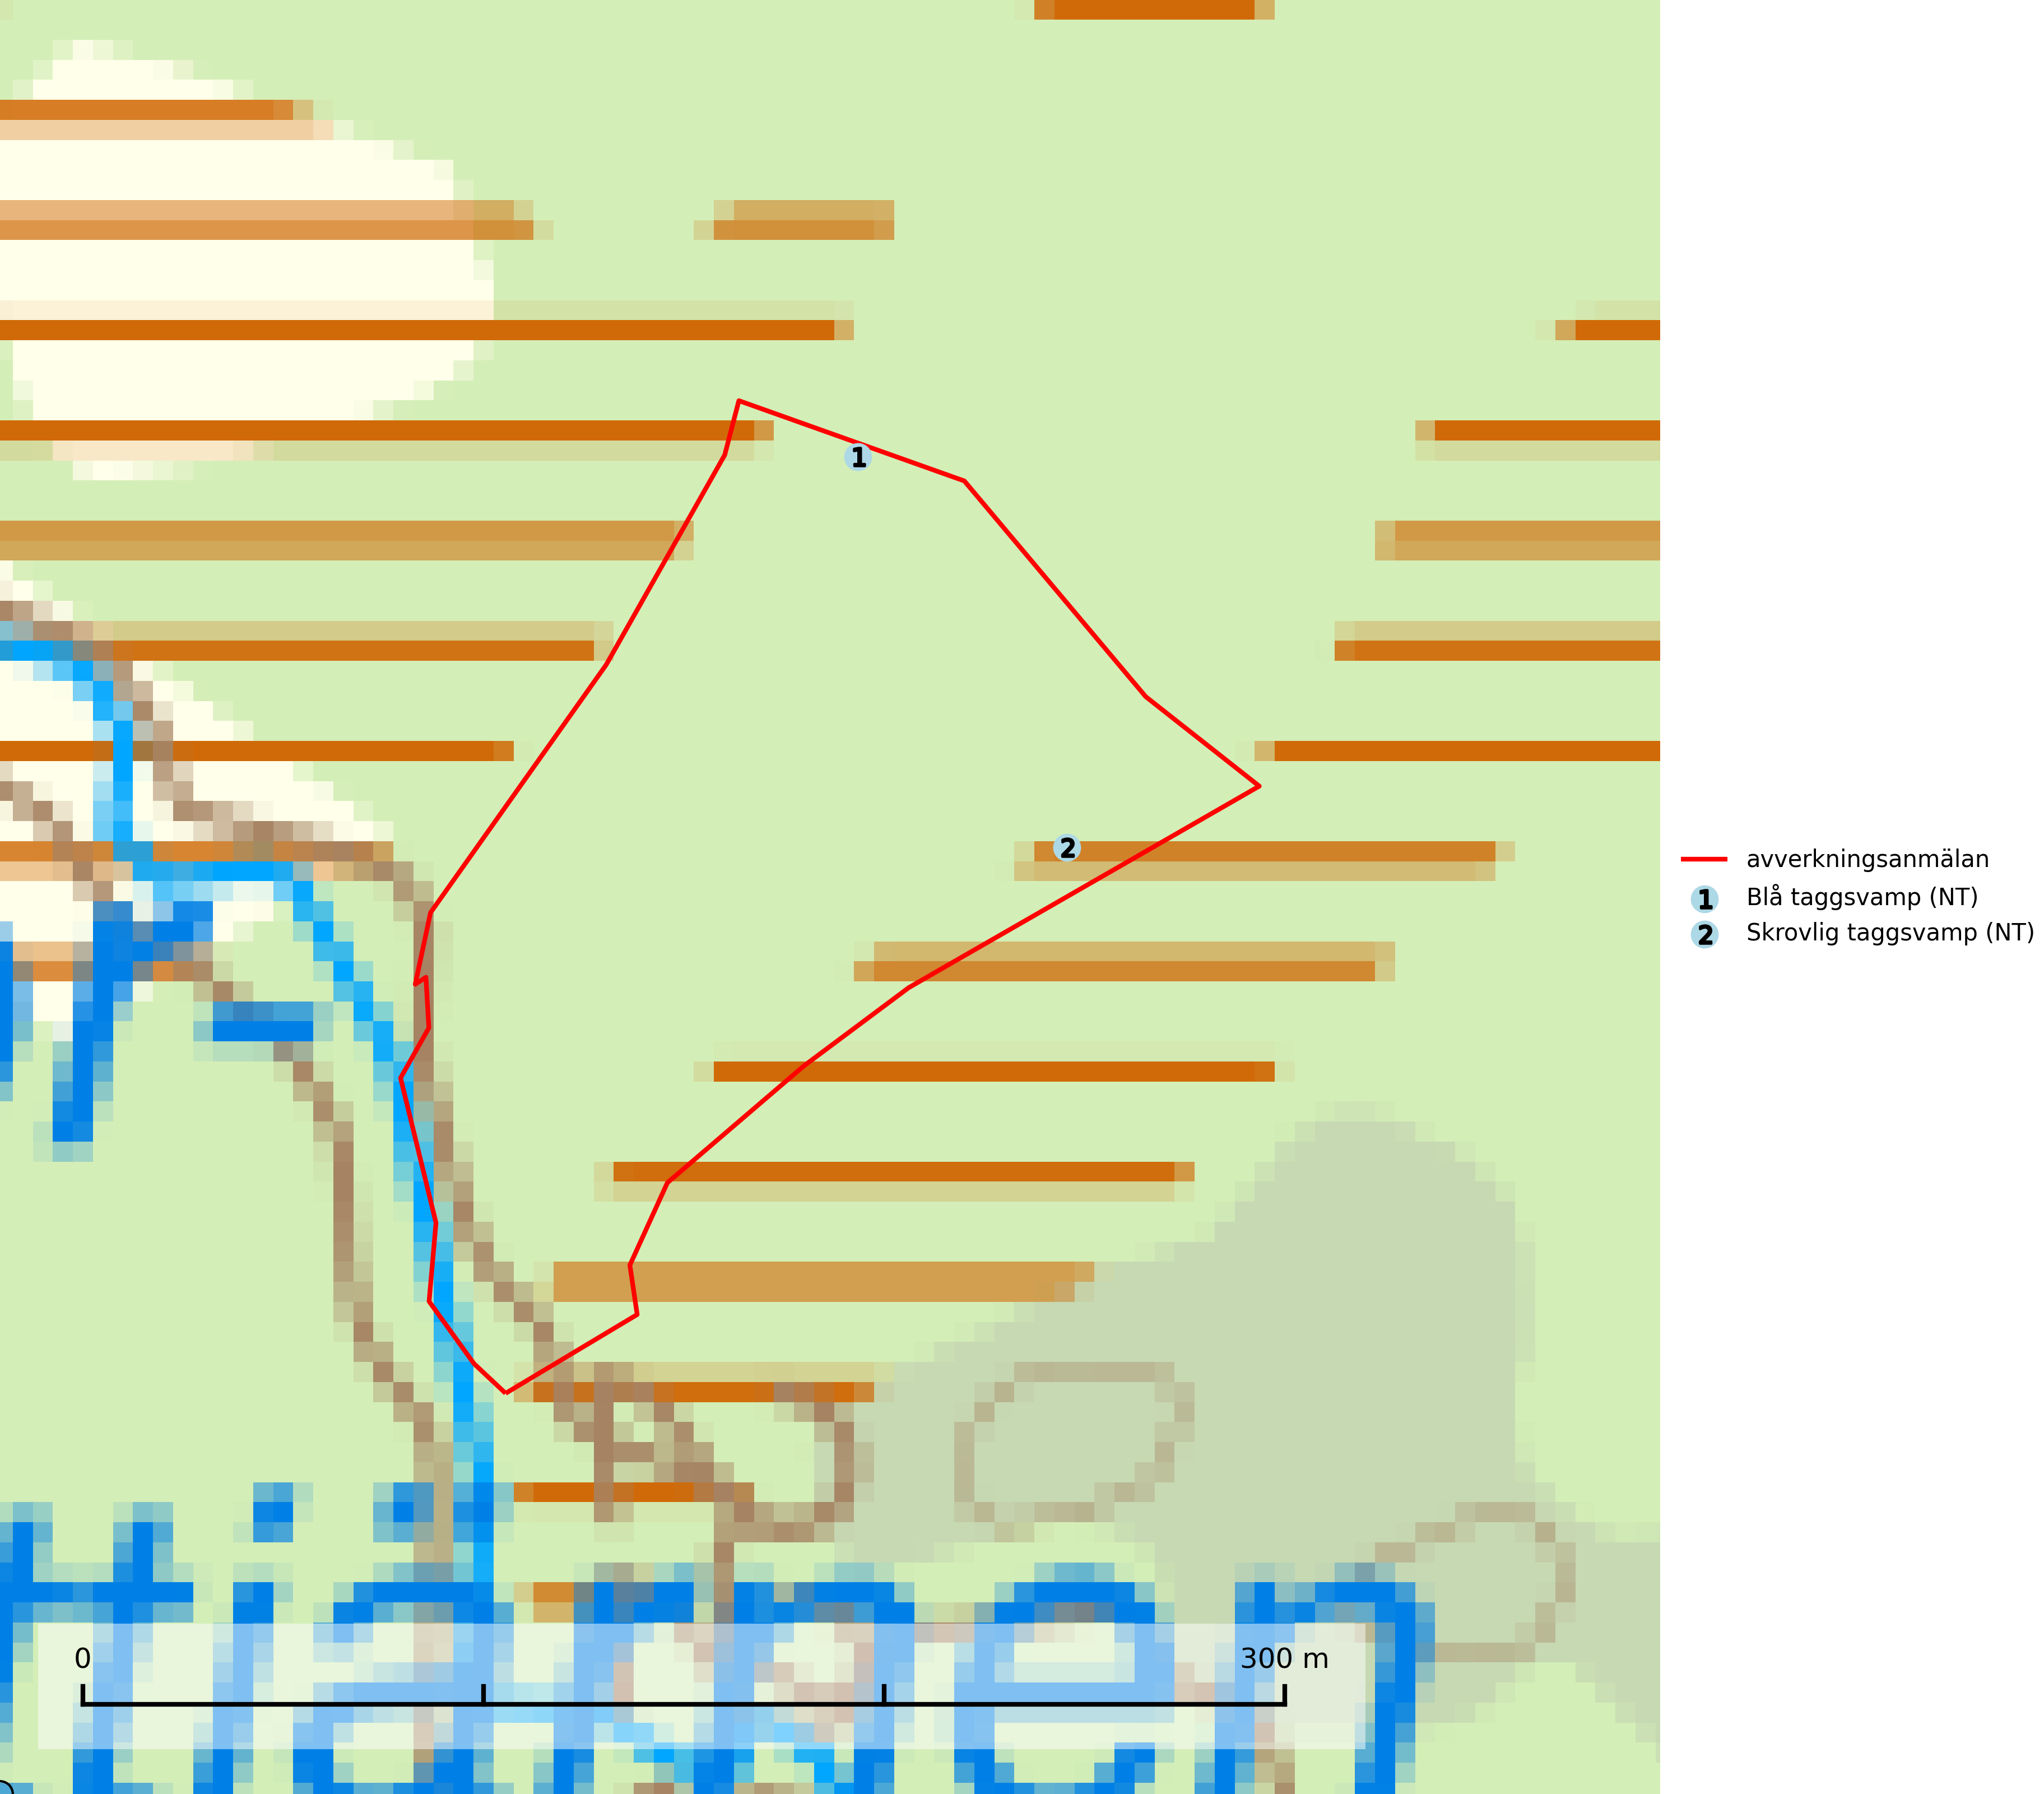 1
2
avverkningsanmälan
1 Blå taggsvamp (NT)
2 Skrovlig taggsvamp (NT)
0 300 m